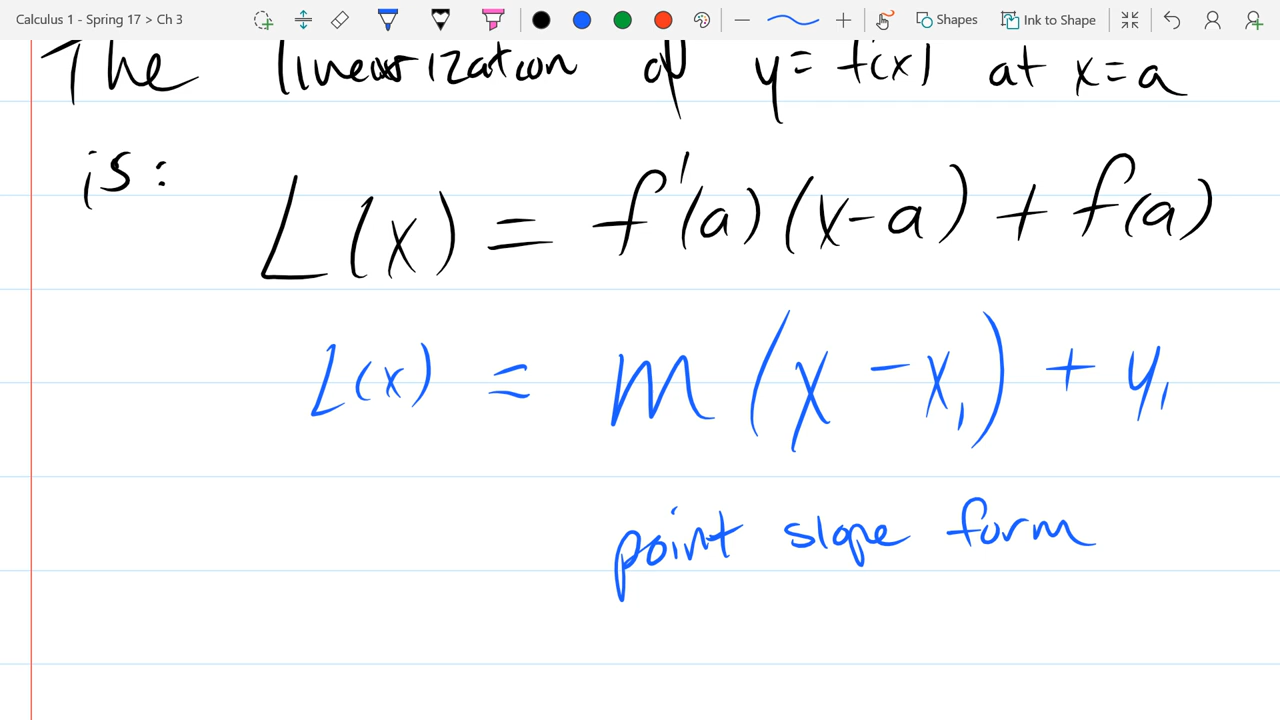 Calculus 1 - Spring 17 > Ch 3
Shapes
Ink to Shape
The linearization of y = f(x) at x = a
is:
L(x) = f'(a)(x-a) + f(a)
L(x) = m(x - x₁) + y₁
point slope form